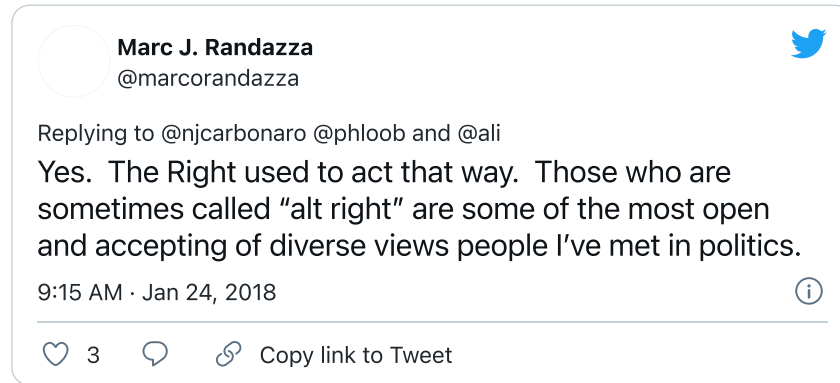 Marc J. Randazza
@marcorandazza
Replying to @njcarbonaro @phloob and @ali
Yes.  The Right used to act that way.  Those who are
sometimes called “alt right” are some of the most open
and accepting of diverse views people I’ve met in politics.
9:15 AM · Jan 24, 2018
3
Copy link to Tweet